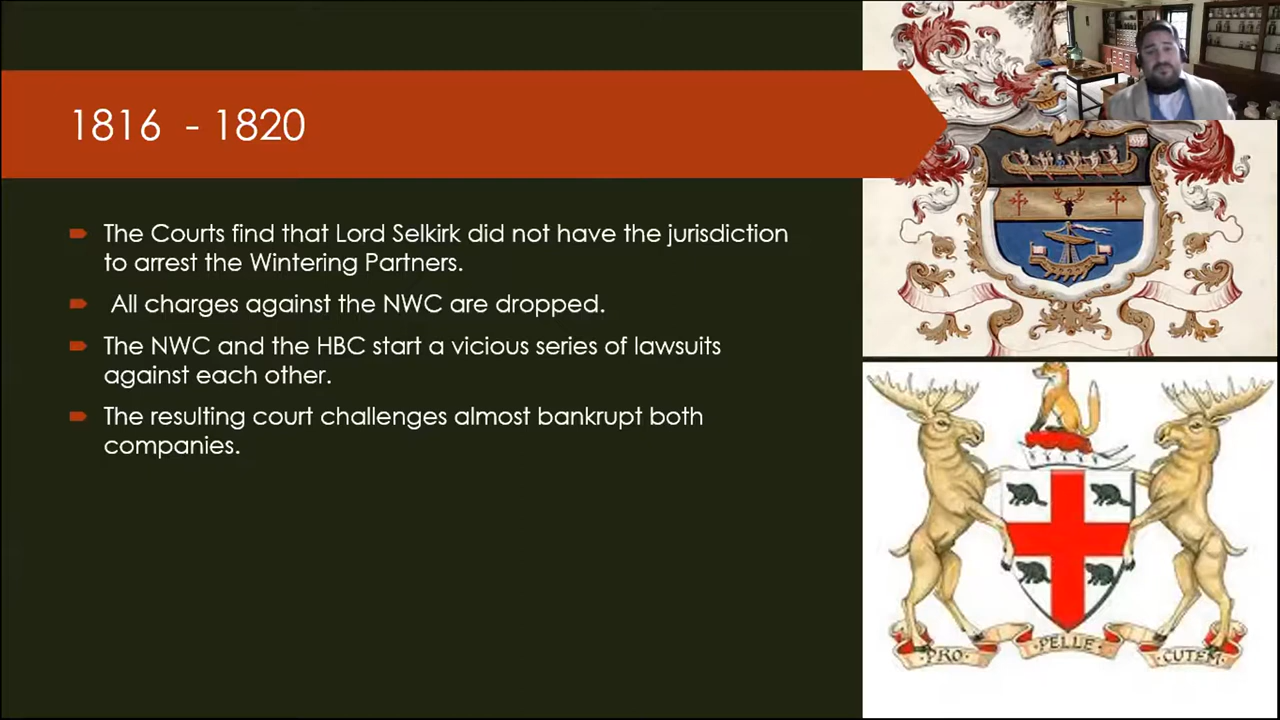 1816 - 1820
The Courts find that Lord Selkirk did not have the jurisdiction
to arrest the Wintering Partners.
All charges against the NWC are dropped.
The NWC and the HBC start a vicious series of lawsuits
against each other.
The resulting court challenges almost bankrupt both
companies.
PRO PELLE CUTEM